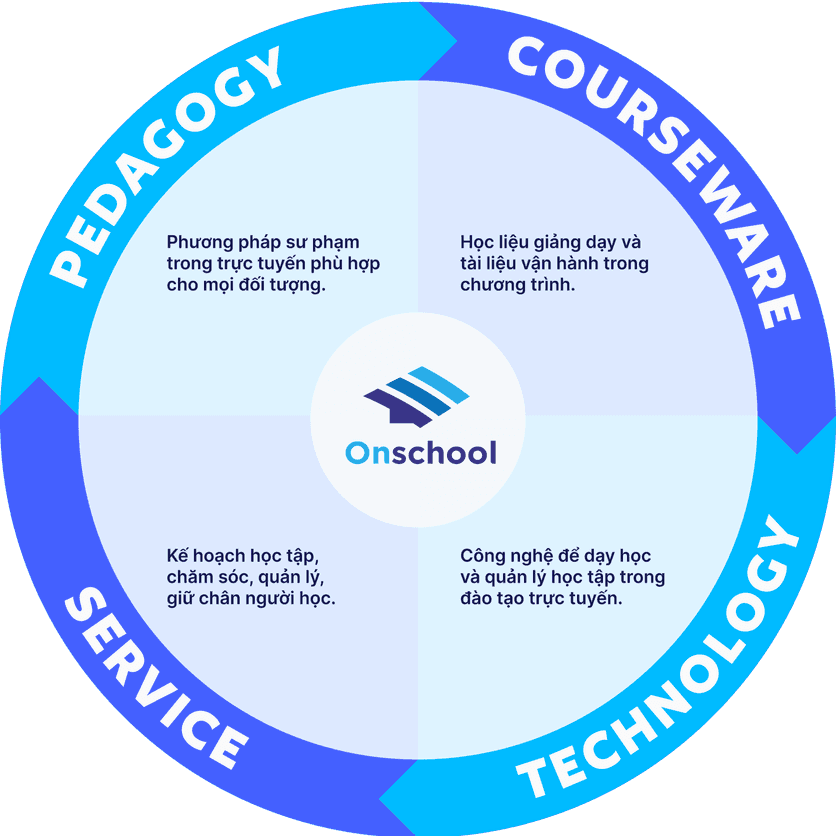 PEDAGOGY
COURSEWARE
Phương pháp sư phạm
trong trực tuyến phù hợp
cho mọi đối tượng.
Học liệu giảng dạy và
tài liệu vận hành trong
chương trình.
Onschool
Kế hoạch học tập,
chăm sóc, quản lý,
giữ chân người học.
Công nghệ để dạy học
và quản lý học tập trong
đào tạo trực tuyến.
SERVICE
TECHNOLOGY